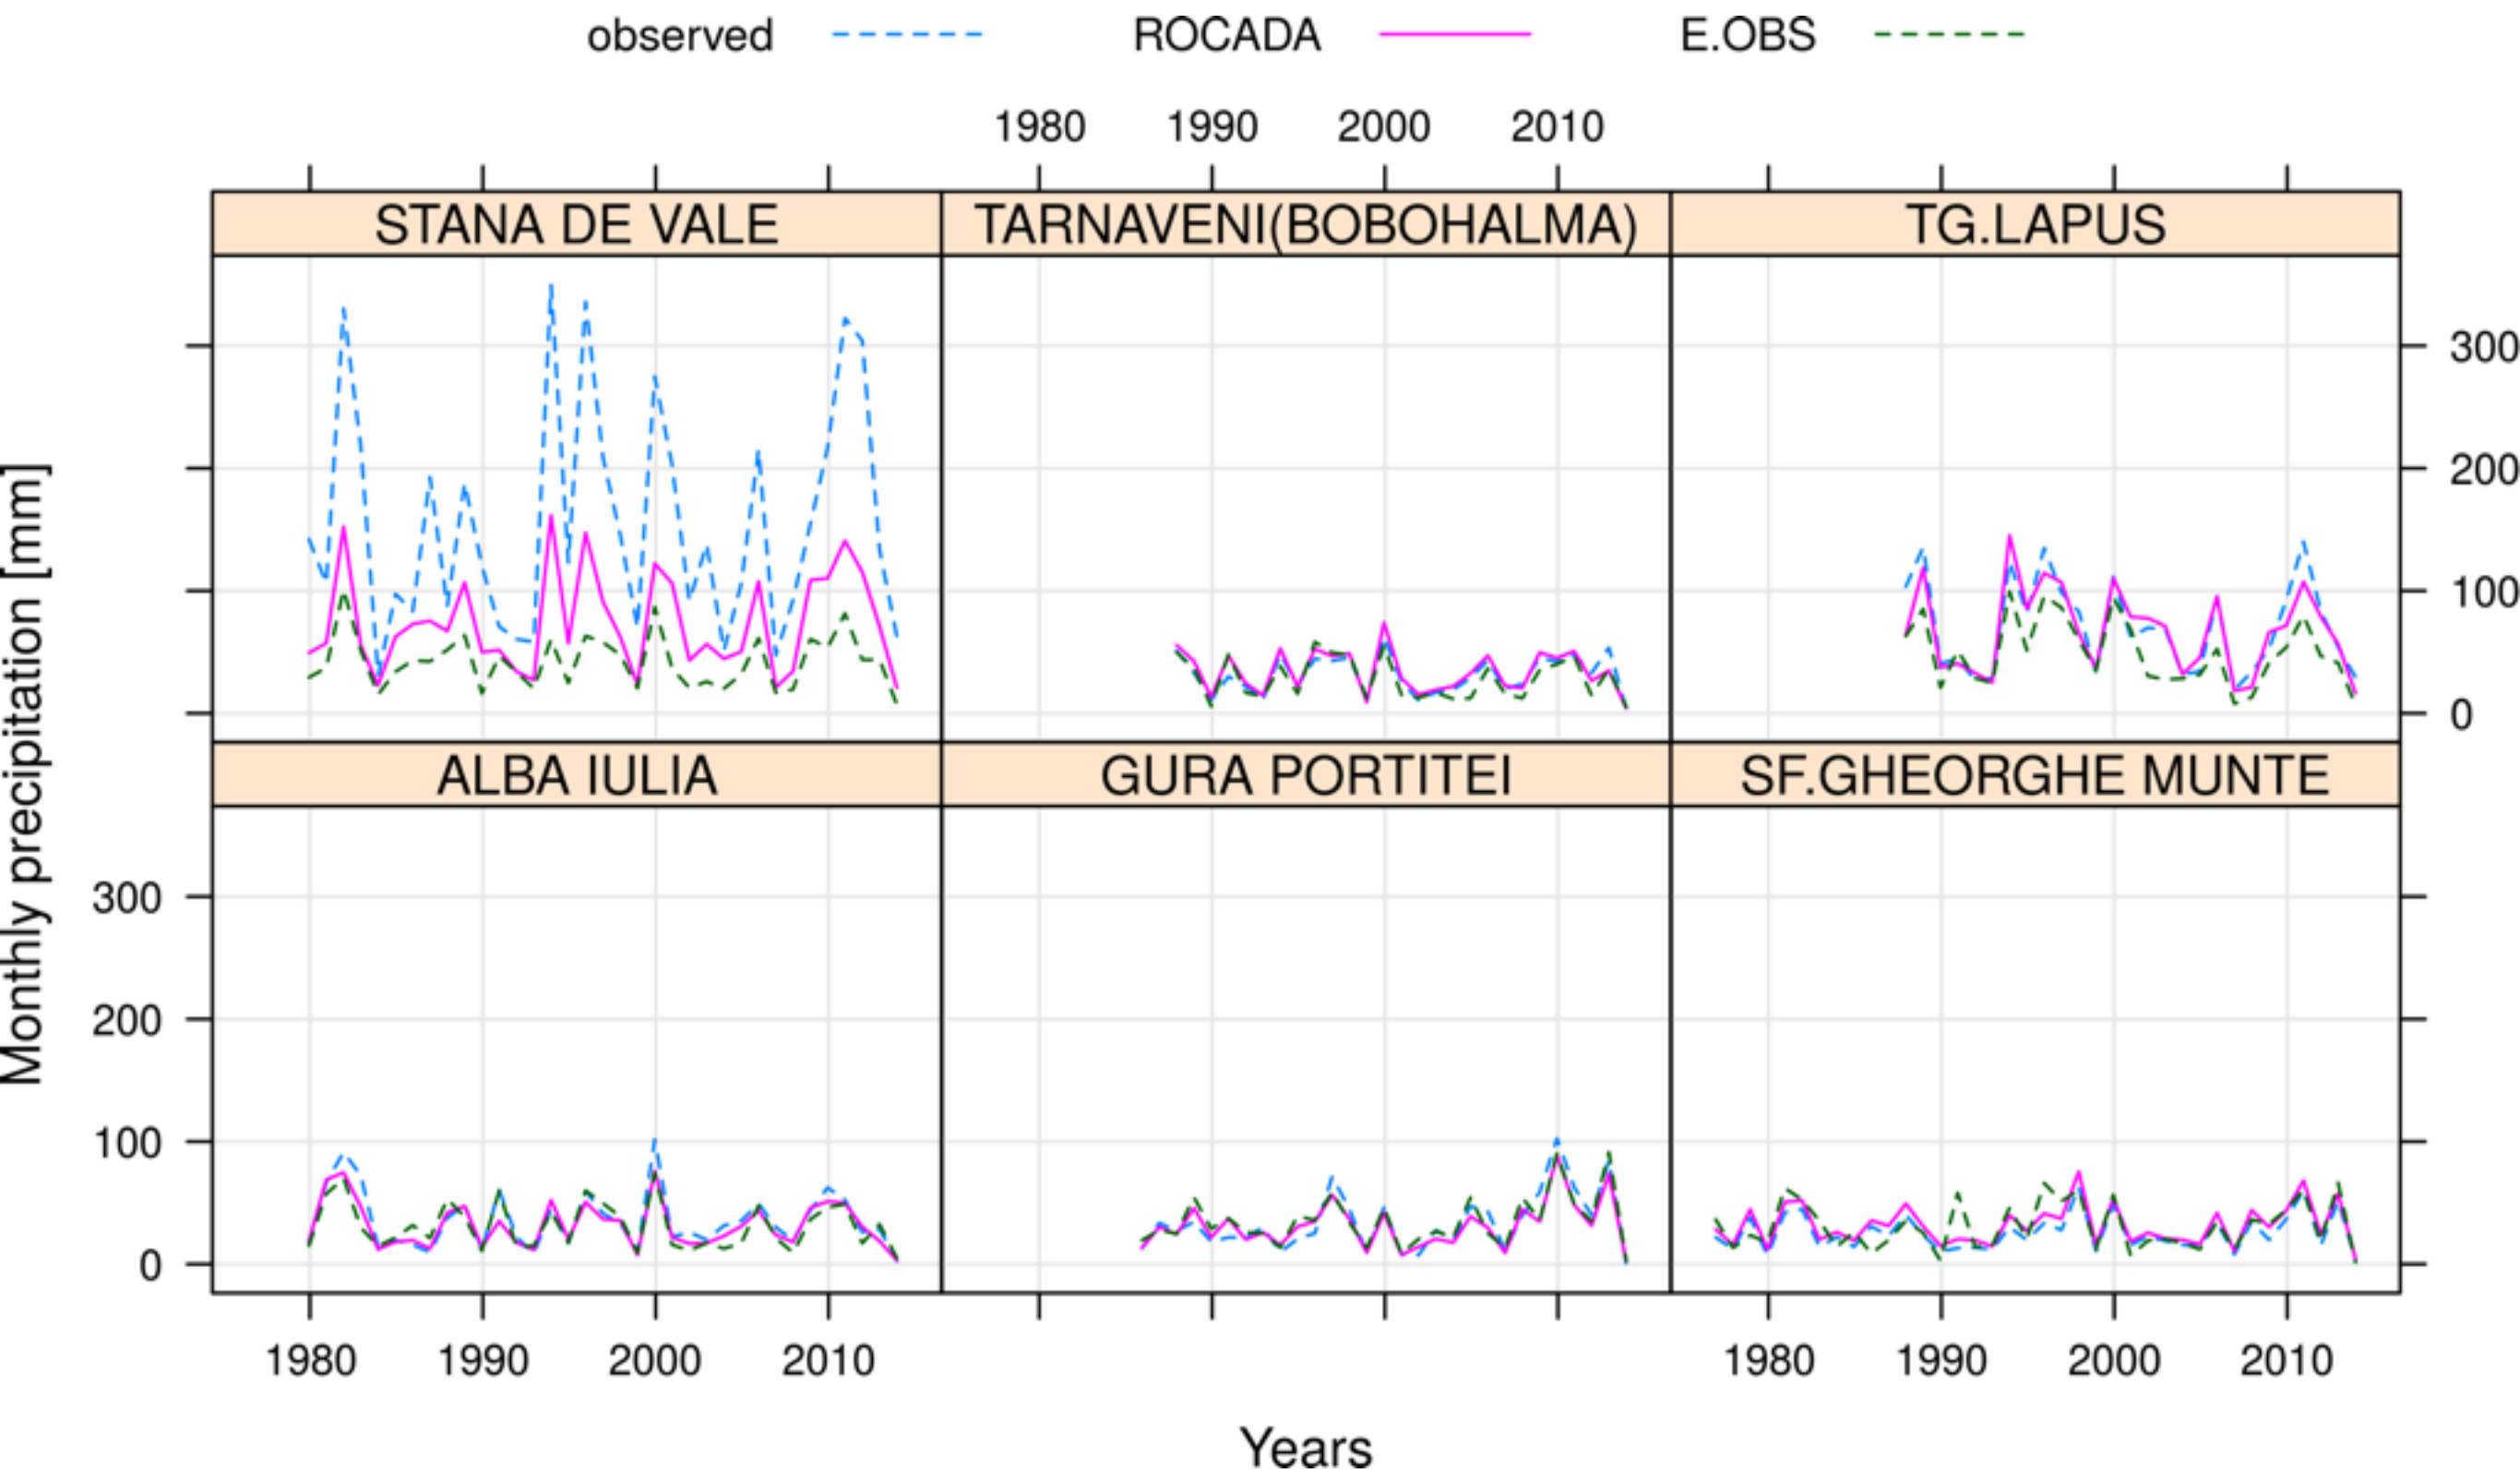 observed ROCADA E.OBS
1980 1990 2000 2010
STANA DE VALE TARNAVENI(BOBOHALMA) TG.LAPUS
300
200
100
0
Monthly precipitation [mm]
ALBA IULIA GURA PORTITEI SF.GHEORGHE MUNTE
300
200
100
0
1980 1990 2000 2010 1980 1990 2000 2010
Years